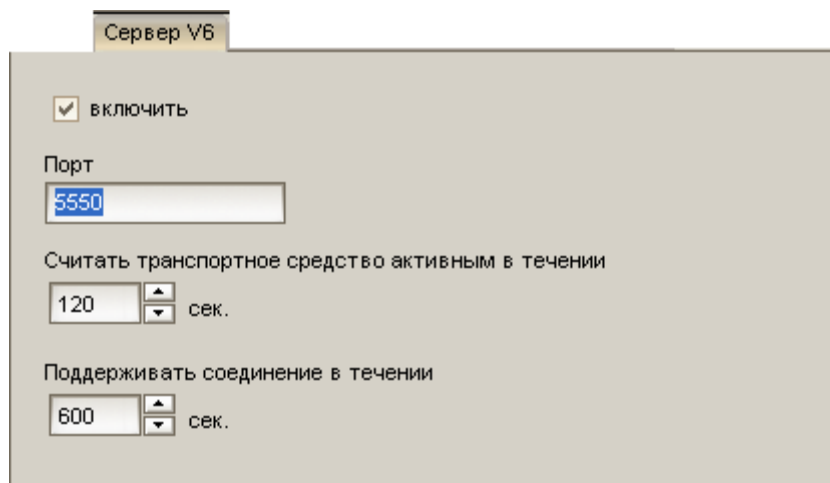 Сервер V6
включить
Порт
5550
Считать транспортное средство активным в течении
120 сек.
Поддерживать соединение в течении
600 сек.